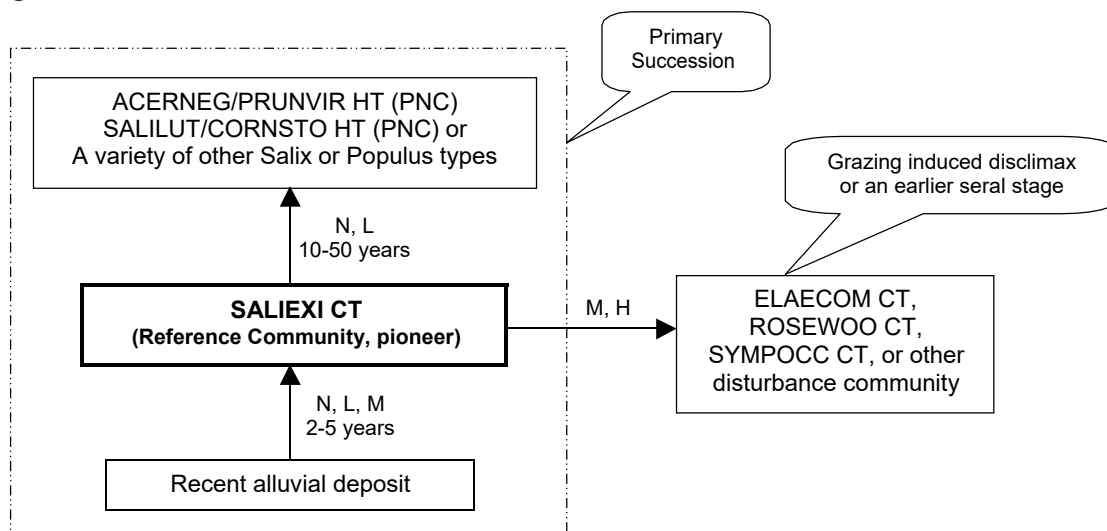 Primary
Succession
ACERNEG/PRUNVIR HT (PNC)
SALILUT/CORNSTO HT (PNC) or
A variety of other Salix or Populus types
Grazing induced disclimax
or an earlier seral stage
N, L
10-50 years
SALIEXI CT
(Reference Community, pioneer)
M, H
ELAECOM CT,
ROSEWOO CT,
SYMPOCC CT, or other
disturbance community
N, L, M
2-5 years
Recent alluvial deposit